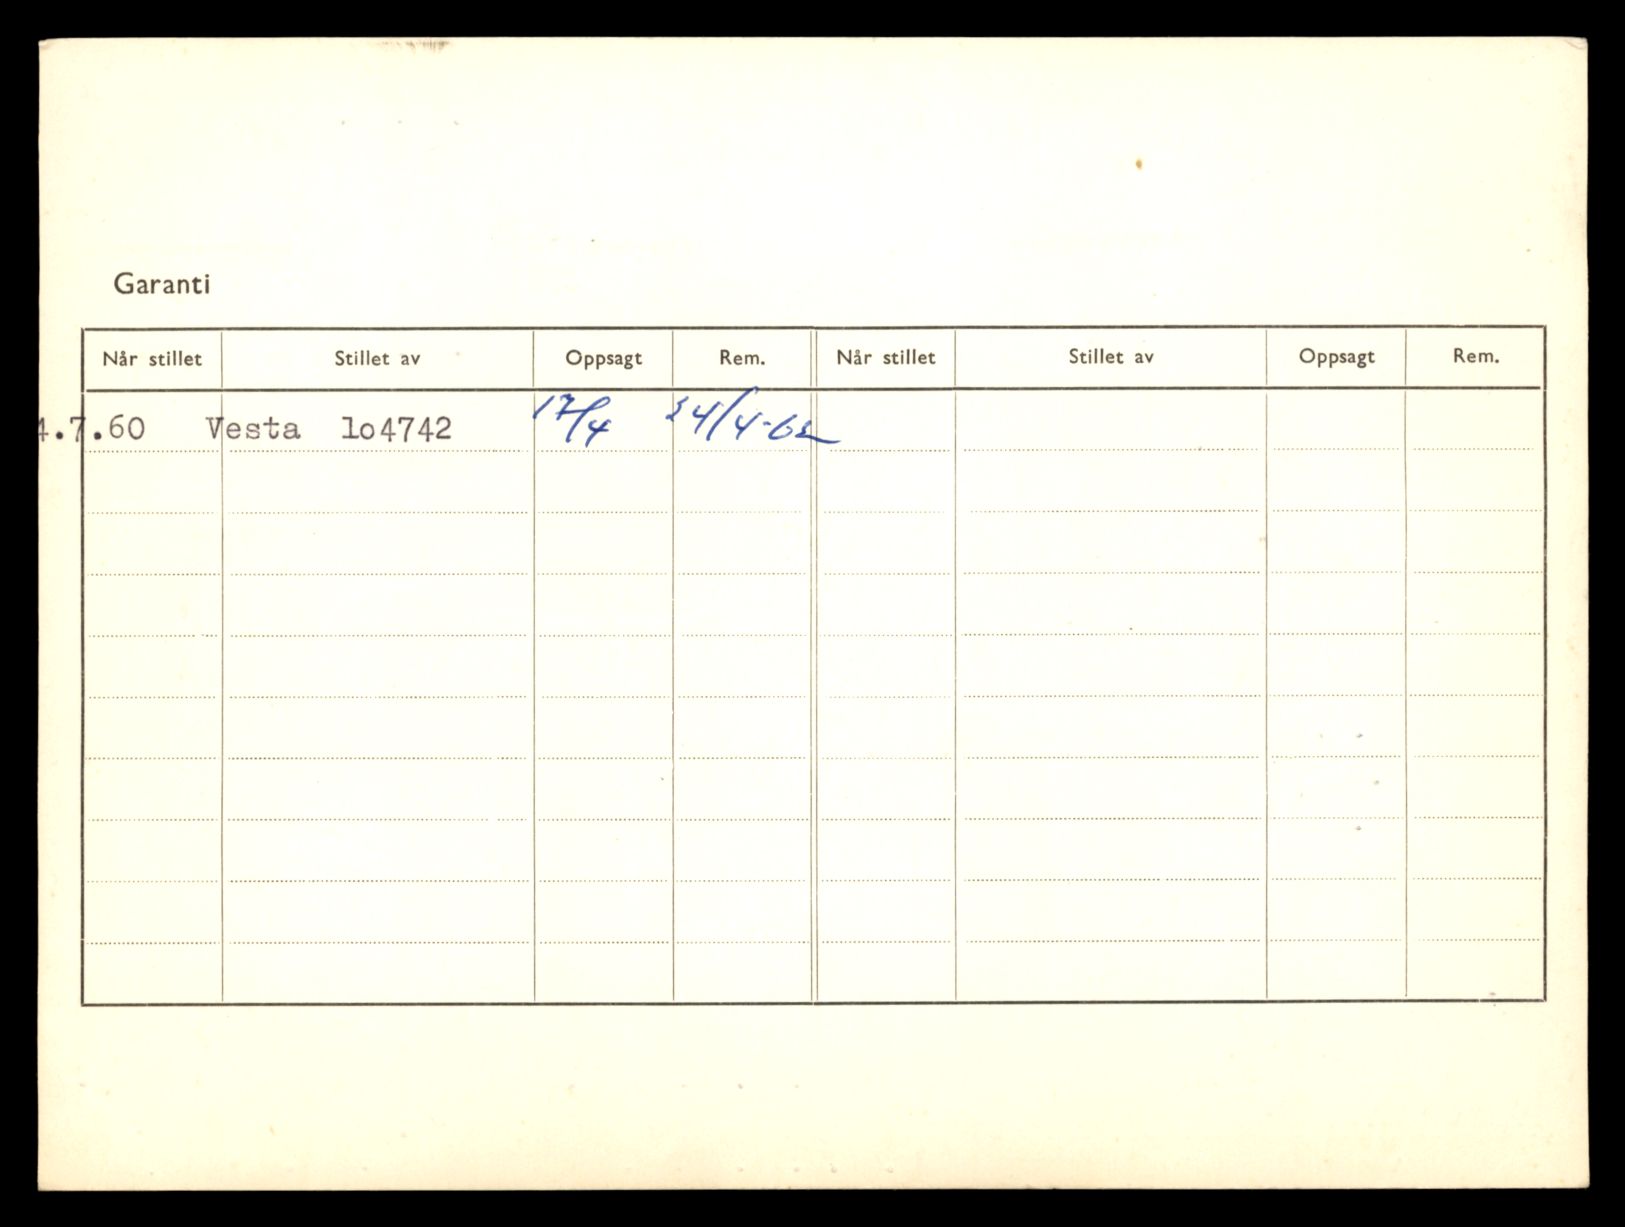 Garanti
Når stillet Stillet av Oppsagt Rem. Når stillet Stillet av Oppsagt Rem.
4.7.60 Vesta lo4742 17/4 24/4-62